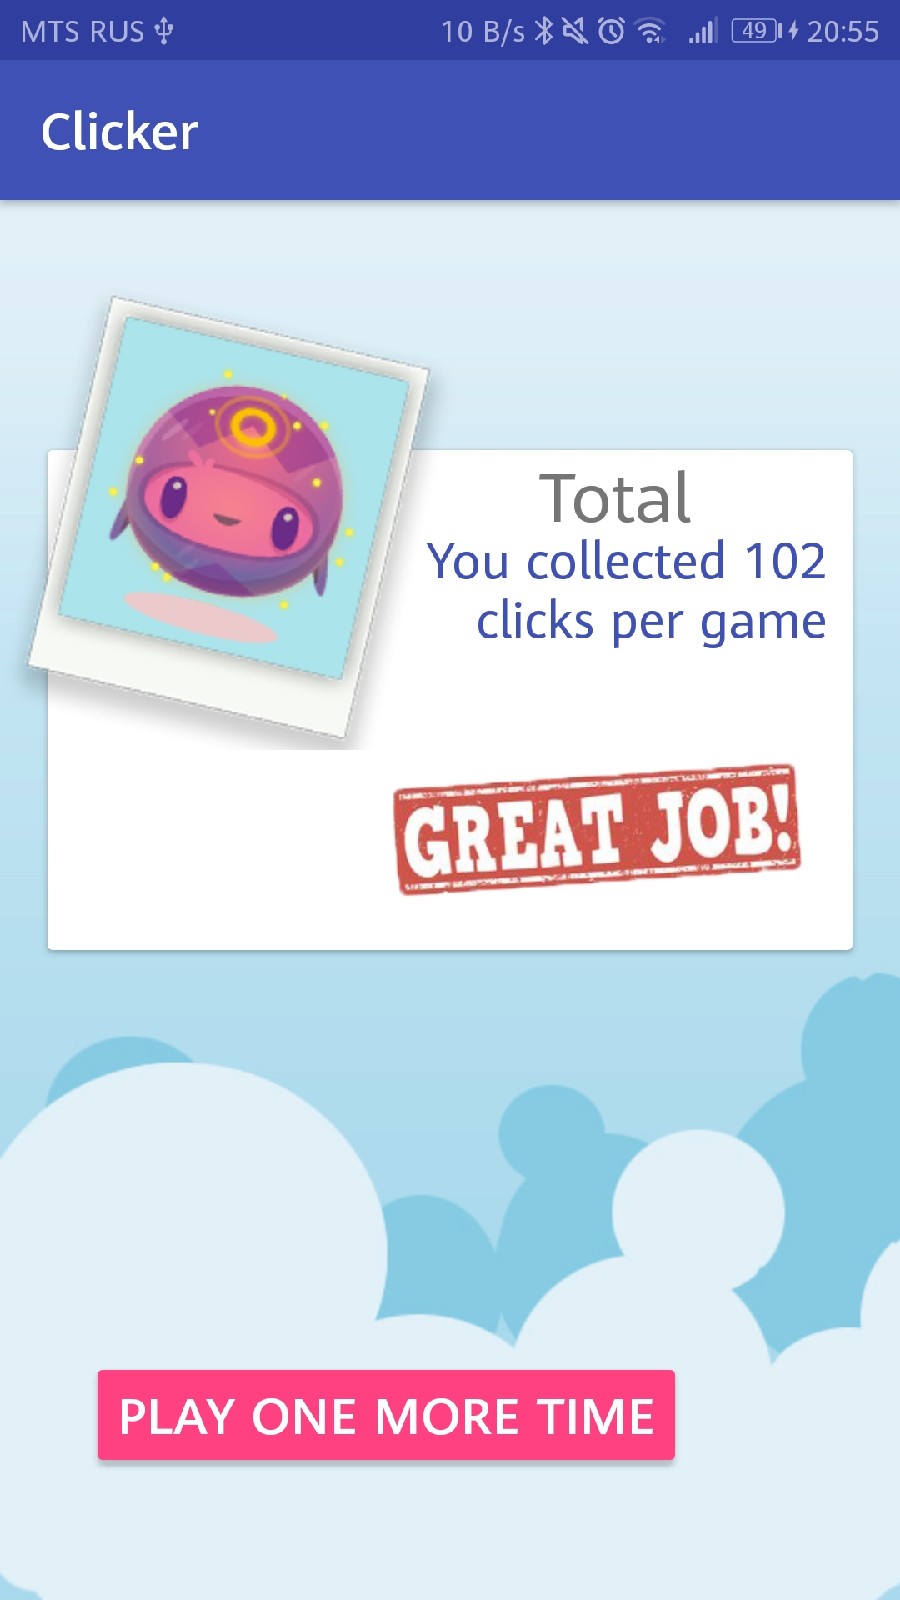 MTS RUS 10 B/s 49 20:55
Clicker
Total
You collected 102
clicks per game
GREAT JOB!
PLAY ONE MORE TIME